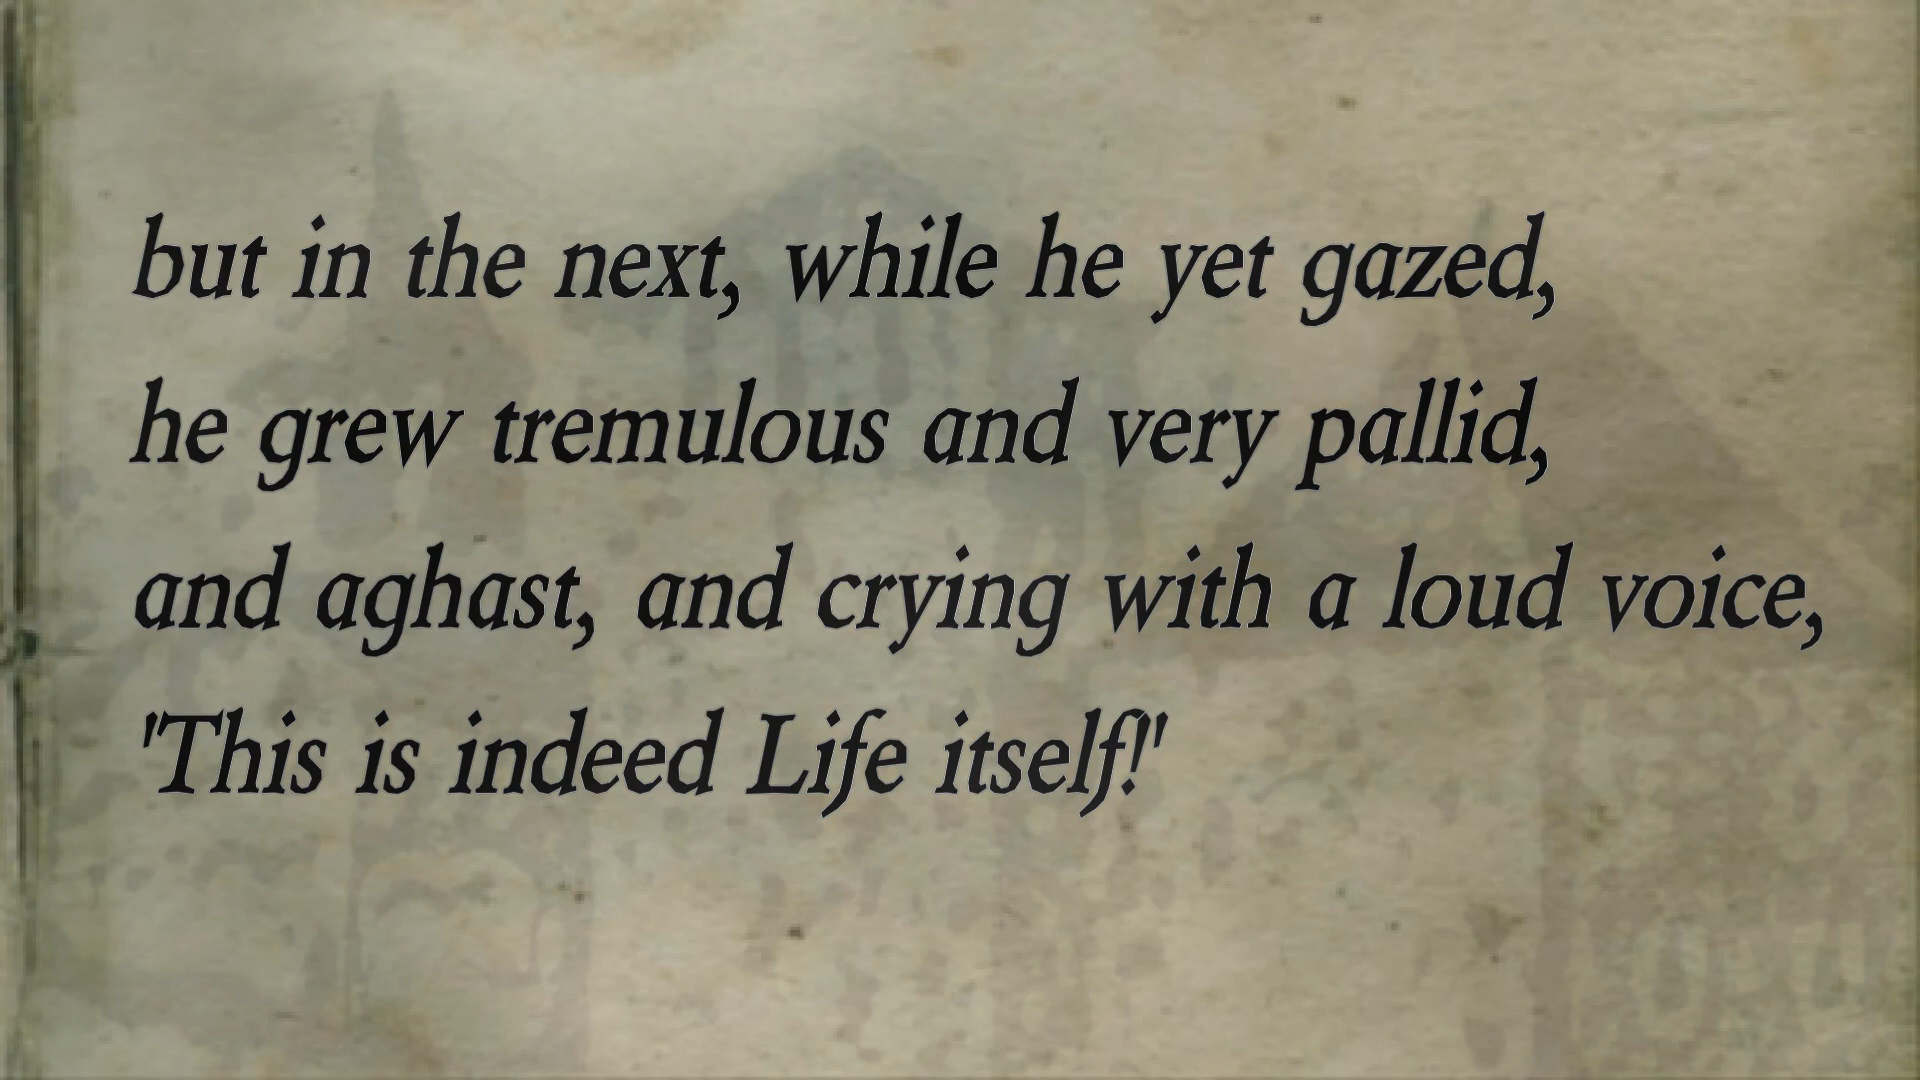 but in the next, while he yet gazed,
he grew tremulous and very pallid,
and aghast, and crying with a loud voice,
'This is indeed Life itself!'